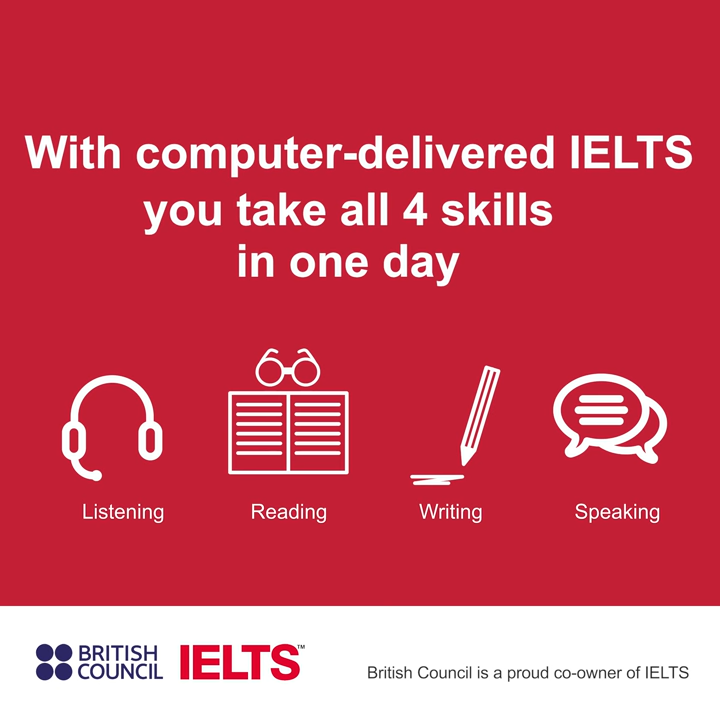 With computer-delivered IELTS
you take all 4 skills
in one day
Listening
Reading
Writing
Speaking
BRITISH
COUNCIL
IELTS™
British Council is a proud co-owner of IELTS